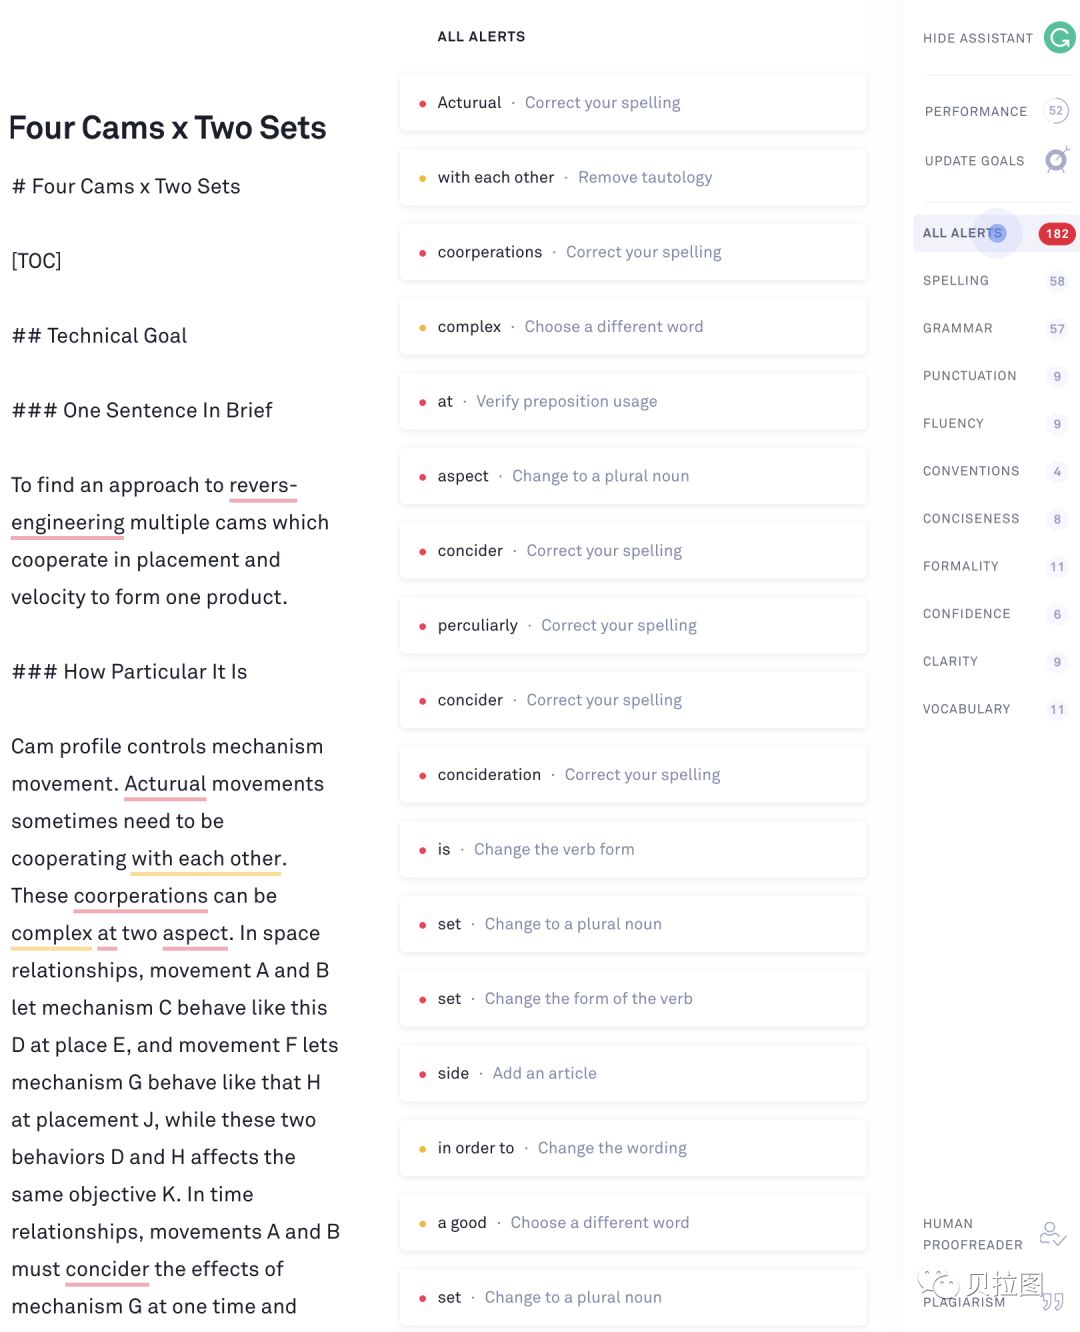 Four Cams x Two Sets
# Four Cams x Two Sets
[TOC]
## Technical Goal
### One Sentence In Brief
To find an approach to revers-
engineering multiple cams which
cooperate in placement and
velocity to form one product.
### How Particular It Is
Cam profile controls mechanism
movement. Acturual movements
sometimes need to be
cooperating with each other.
These coorperations can be
complex at two aspect. In space
relationships, movement A and B
let mechanism C behave like this
D at place E, and movement F lets
mechanism G behave like that H
at placement J, while these two
behaviors D and H affects the
same objective K. In time
relationships, movements A and B
must concider the effects of
mechanism G at one time and
ALL ALERTS
Acturual · Correct your spelling
with each other · Remove tautology
coorperations · Correct your spelling
complex · Choose a different word
at · Verify preposition usage
aspect · Change to a plural noun
concider · Correct your spelling
perculiarly · Correct your spelling
concider · Correct your spelling
concideration · Correct your spelling
is · Change the verb form
set · Change to a plural noun
set · Change the form of the verb
side · Add an article
in order to · Change the wording
a good · Choose a different word
set · Change to a plural noun
HIDE ASSISTANT
PERFORMANCE 52
UPDATE GOALS
ALL ALERTS 182
SPELLING 58
GRAMMAR 57
PUNCTUATION 9
FLUENCY 9
CONVENTIONS 4
CONCISENESS 8
FORMALITY 11
CONFIDENCE 6
CLARITY 9
VOCABULARY 11
HUMAN
PROOFREADER
贝拉图
PLAGIARISM